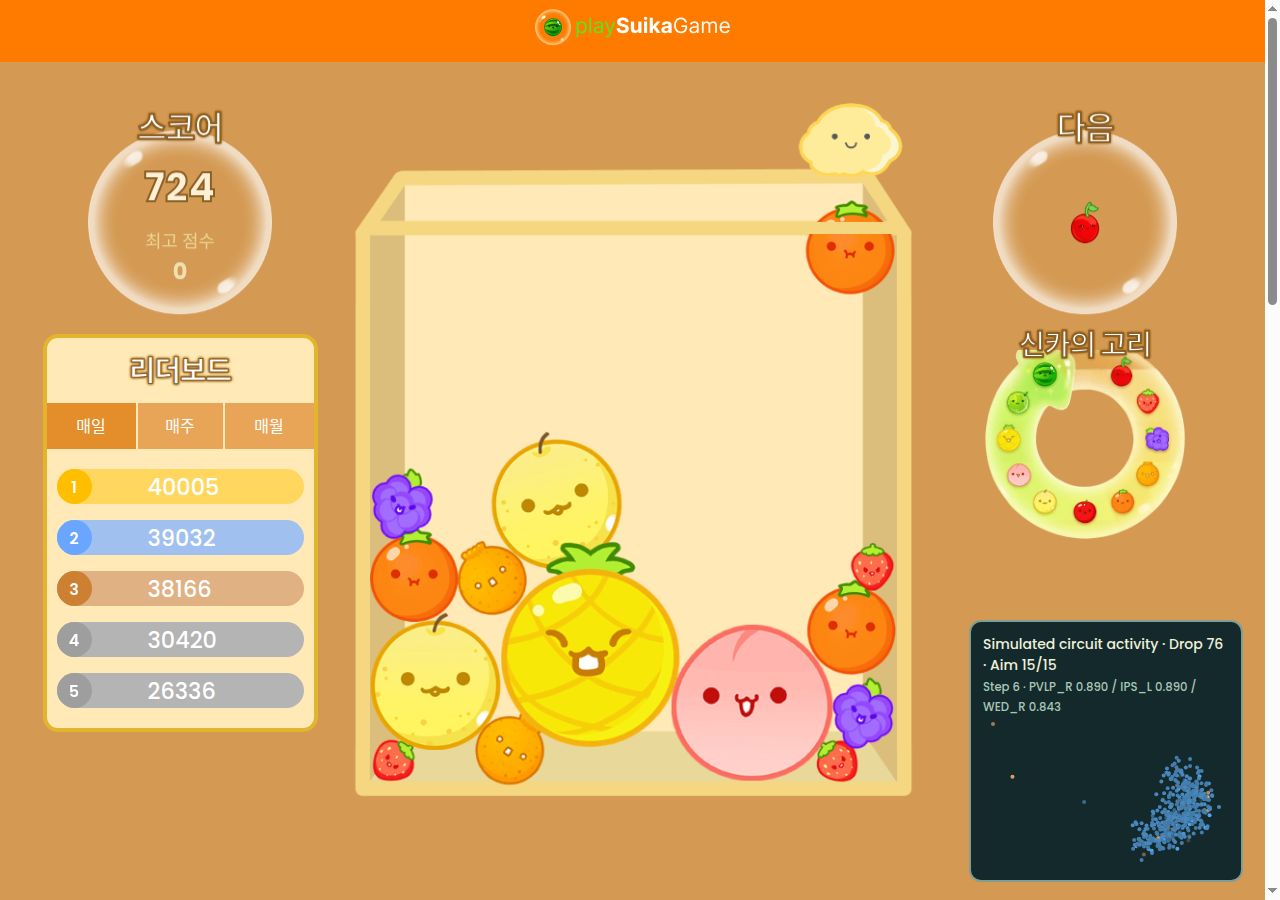 playSuikaGame
스코어
724
최고 점수
0
다음
신카의 고리
리더보드
매일 매주 매월
1 40005
2 39032
3 38166
4 30420
5 26336
Simulated circuit activity · Drop 76
· Aim 15/15
Step 6 · PVLP_R 0.890 / IPS_L 0.890 /
WED_R 0.843